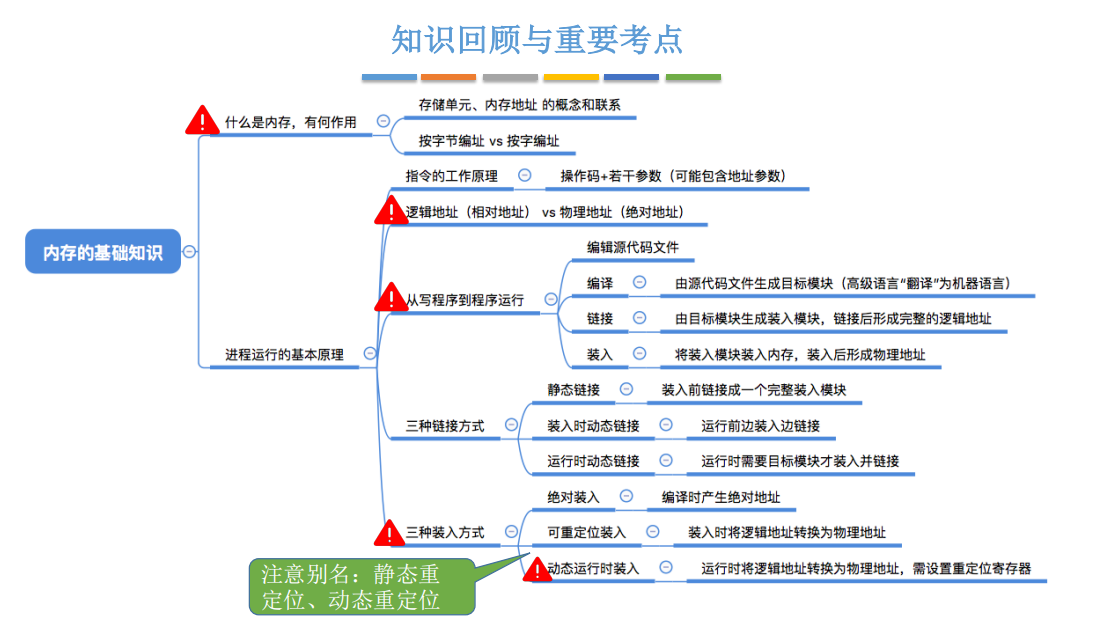 知识回顾与重要考点
什么是内存，有何作用
存储单元、内存地址 的概念和联系
按字节编址 vs 按字编址
内存的基础知识
进程运行的基本原理
指令的工作原理
操作码+若干参数（可能包含地址参数）
逻辑地址（相对地址） vs 物理地址（绝对地址）
从写程序到程序运行
编辑源代码文件
编译
由源代码文件生成目标模块（高级语言“翻译”为机器语言）
链接
由目标模块生成装入模块，链接后形成完整的逻辑地址
装入
将装入模块装入内存，装入后形成物理地址
三种链接方式
静态链接
装入前链接成一个完整装入模块
装入时动态链接
运行前边装入边链接
运行时动态链接
运行时需要目标模块才装入并链接
三种装入方式
绝对装入
编译时产生绝对地址
可重定位装入
装入时将逻辑地址转换为物理地址
动态运行时装入
运行时将逻辑地址转换为物理地址，需设置重定位寄存器
注意别名：静态重
定位、动态重定位